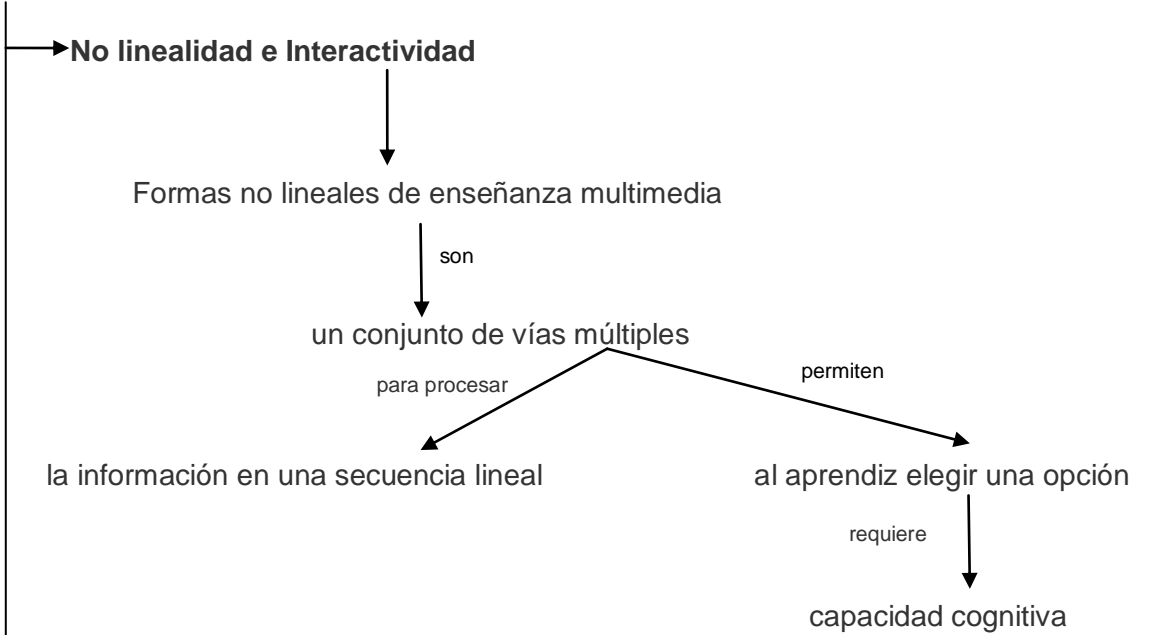 No linealidad e Interactividad
Formas no lineales de enseñanza multimedia
son
un conjunto de vías múltiples
para procesar
permiten
la información en una secuencia lineal
al aprendiz elegir una opción
requiere
capacidad cognitiva